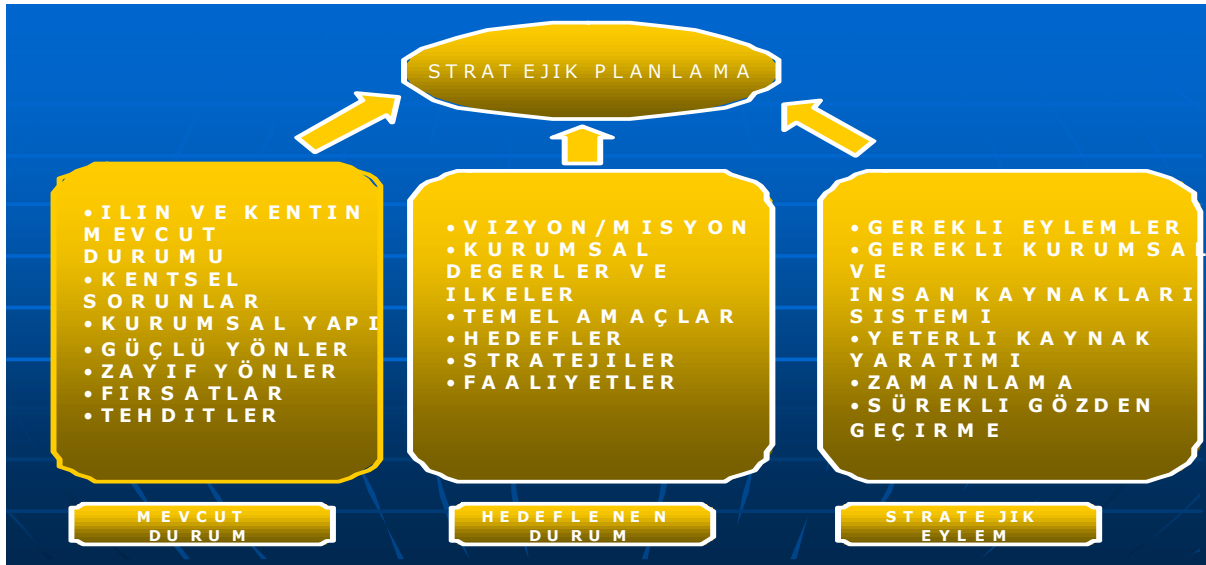 STRATEJIK PLANLAMA
•ILIN VE KENTIN
MEVCUT
DURUMU
•KENTSEL
SORUNLAR
•KURUMSAL YAPI
•GÜÇLÜ YÖNLER
•ZAYIF YÖNLER
•FIRSATLAR
•TEHDITLER
•VIZYON/MISYON
•KURUMSAL
DEGERLER VE
ILKELER
•TEMEL AMAÇLAR
•HEDEFLER
•STRATEJILER
•FAALIYETLER
•GEREKLI EYLEMLER
•GEREKLI KURUMSAL
VE
INSAN KAYNAKLARI
SISTEMI
•YETERLI KAYNAK
YARATIMI
•ZAMANLAMA
•SÜREKLI GÖZDEN
GEÇIRME
MEVCUT
DURUM
HEDEFLENEN
DURUM
STRATEJIK
EYLEM